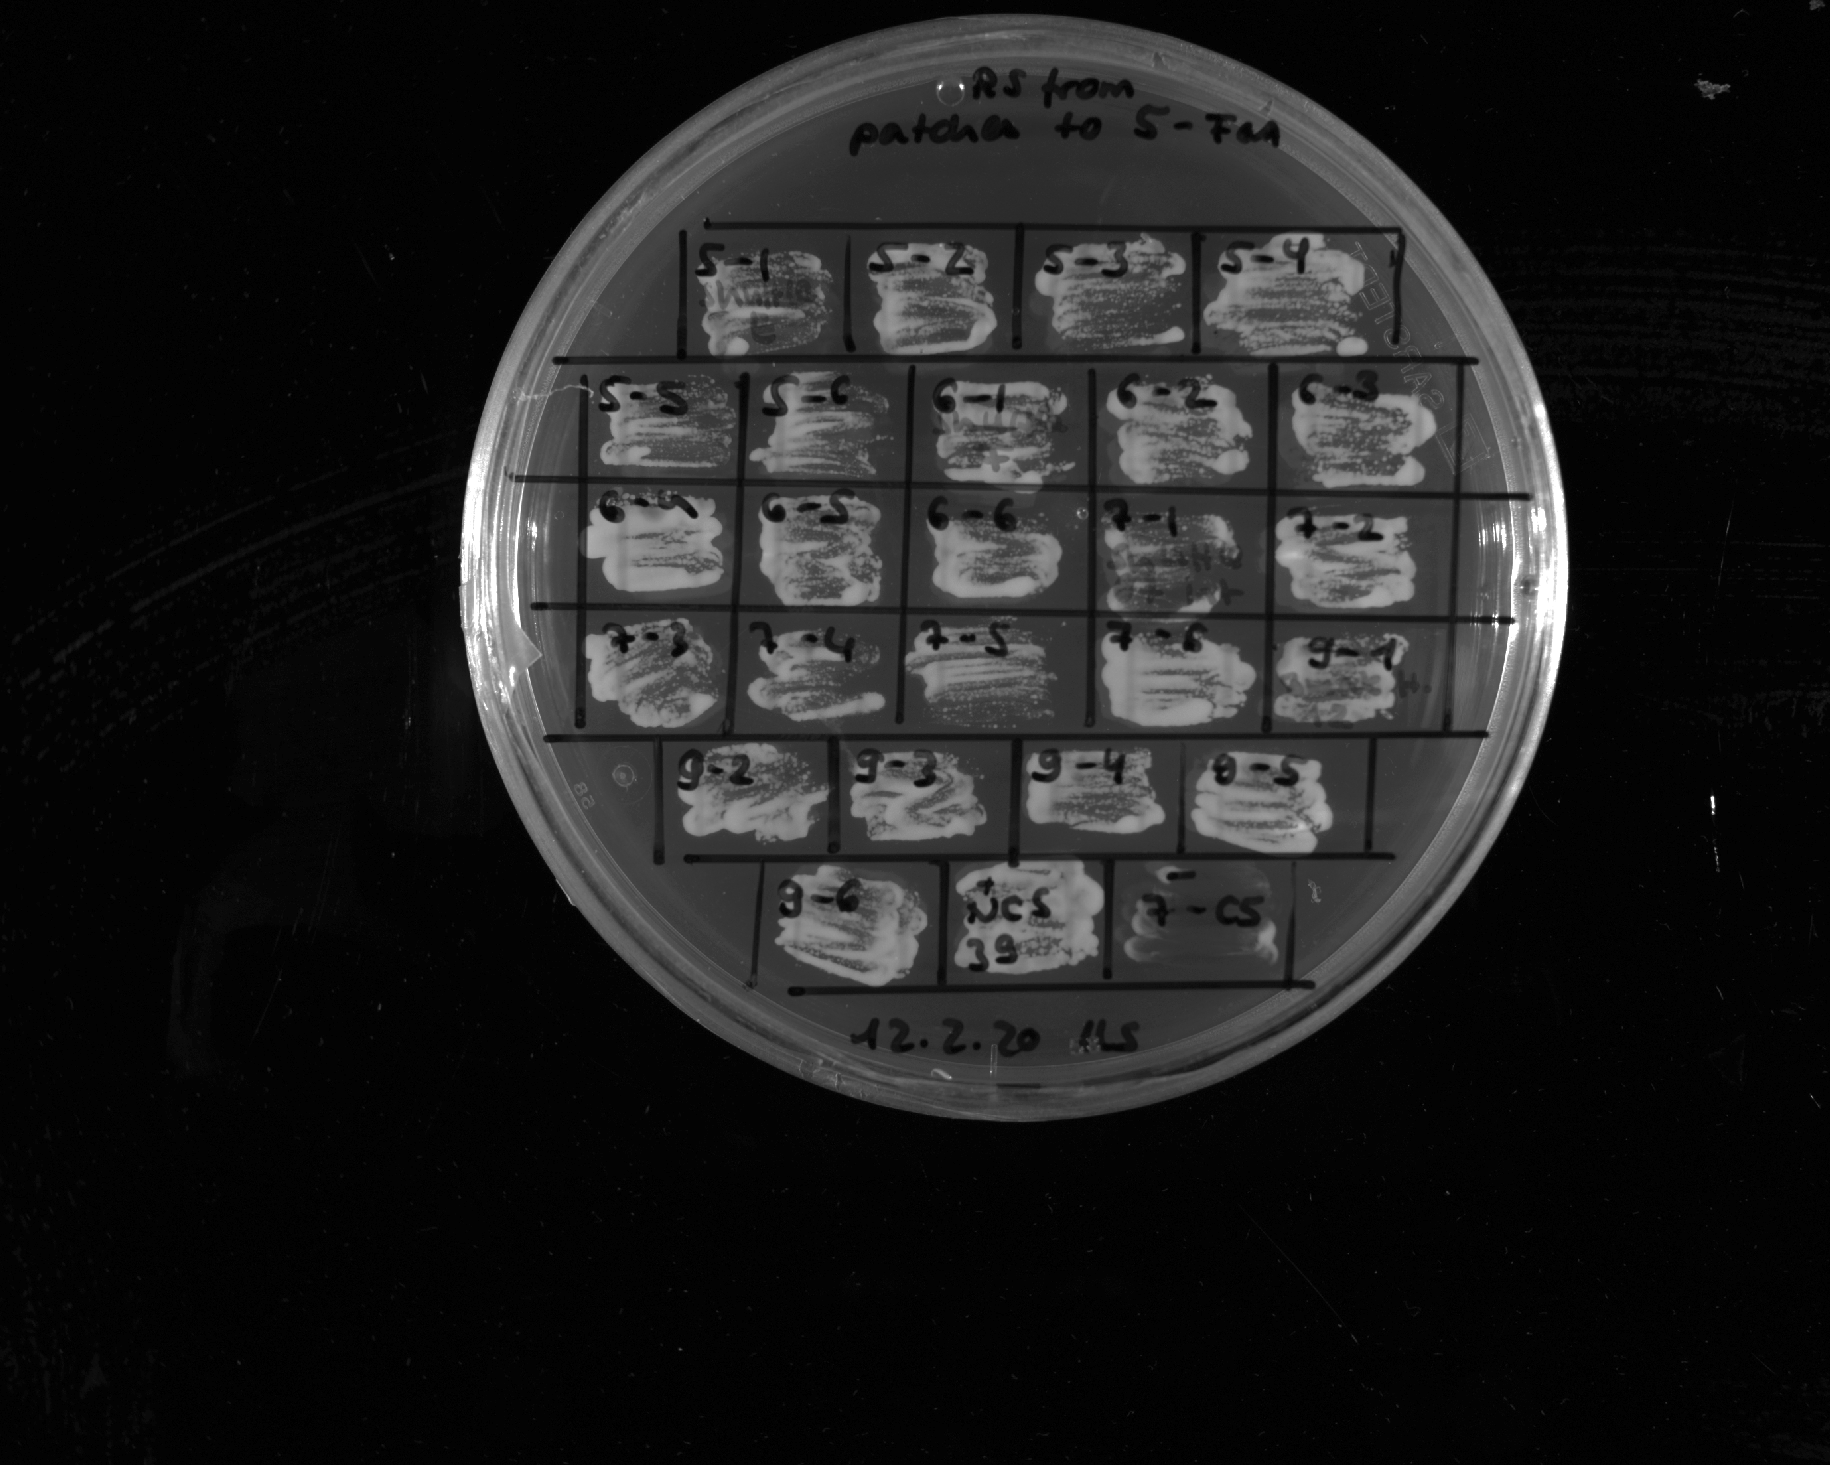 RS from
patches to 5-Faa
5-1 5-2 5-3 5-4
5-5 5-6 6-1 6-2 6-3
6-4 6-5 6-6 7-1 7-2
7-3 7-4 7-5 7-6 9-1
9-2 9-3 9-4 9-5
9-6 + NCS 39 - 7-CS
12.2.20 HS
SARSTEDT